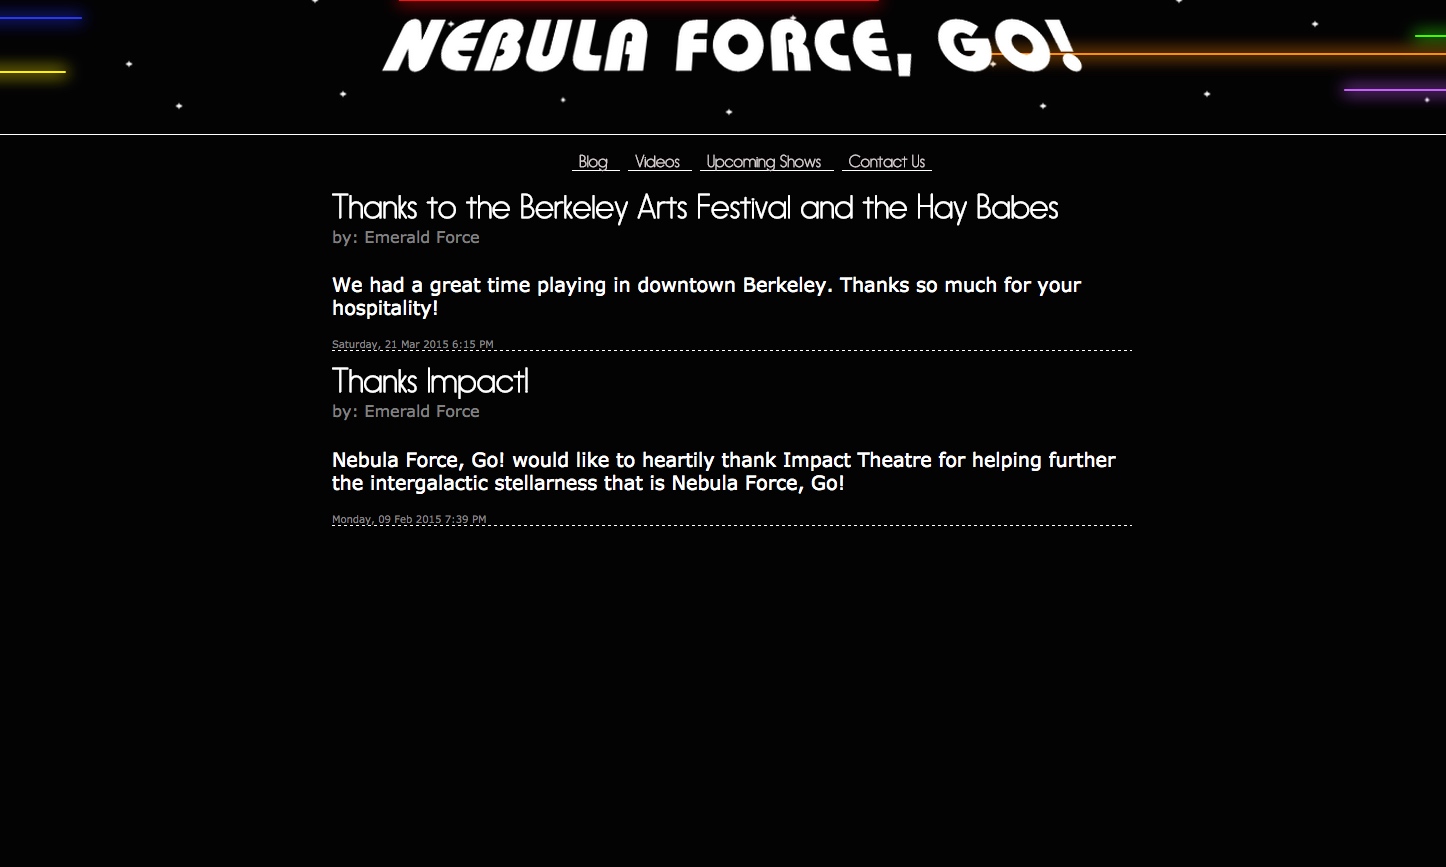 NEBULA FORCE, GO!
Blog Videos Upcoming Shows Contact Us
Thanks to the Berkeley Arts Festival and the Hay Babes
by: Emerald Force
We had a great time playing in downtown Berkeley. Thanks so much for your
hospitality!
Saturday, 21 Mar 2015 6:15 PM
Thanks Impact!
by: Emerald Force
Nebula Force, Go! would like to heartily thank Impact Theatre for helping further
the intergalactic stellarness that is Nebula Force, Go!
Monday, 09 Feb 2015 7:39 PM